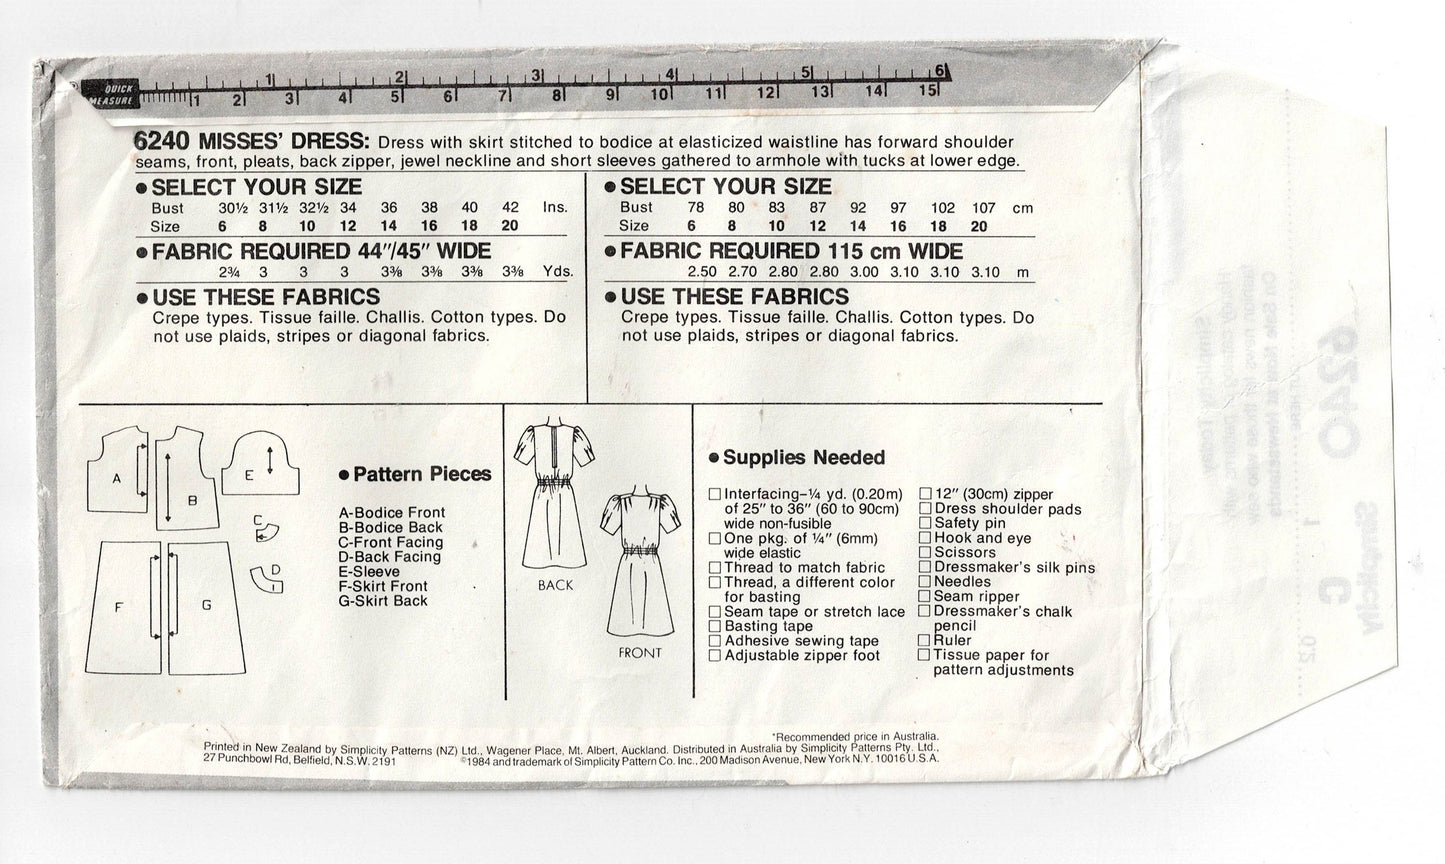 QUICK MEASURE
1 2 3 4 5 6
1 2 3 4 5 6 7 8 9 10 11 12 13 14 15
6240 MISSES' DRESS: Dress with skirt stitched to bodice at elasticized waistline has forward shoulder
seams, front, pleats, back zipper, jewel neckline and short sleeves gathered to armhole with tucks at lower edge.
● SELECT YOUR SIZE
Bust 30½ 31½ 32½ 34 36 38 40 42 Ins.
Size 6 8 10 12 14 16 18 20
● FABRIC REQUIRED 44"/45" WIDE
2¾ 3 3 3 3⅜ 3⅜ 3⅜ 3⅜ Yds.
● USE THESE FABRICS
Crepe types. Tissue faille. Challis. Cotton types. Do
not use plaids, stripes or diagonal fabrics.
● SELECT YOUR SIZE
Bust 78 80 83 87 92 97 102 107 cm
Size 6 8 10 12 14 16 18 20
● FABRIC REQUIRED 115 cm WIDE
2.50 2.70 2.80 2.80 3.00 3.10 3.10 3.10 m
● USE THESE FABRICS
Crepe types. Tissue faille. Challis. Cotton types. Do
not use plaids, stripes or diagonal fabrics.
A
B
E
C
D
F
G
● Pattern Pieces
A-Bodice Front
B-Bodice Back
C-Front Facing
D-Back Facing
E-Sleeve
F-Skirt Front
G-Skirt Back
BACK
FRONT
● Supplies Needed
☐ Interfacing–¼ yd. (0.20m)
of 25" to 36" (60 to 90cm)
wide non-fusible
☐ One pkg. of ¼" (6mm)
wide elastic
☐ Thread to match fabric
☐ Thread, a different color
for basting
☐ Seam tape or stretch lace
☐ Basting tape
☐ Adhesive sewing tape
☐ Adjustable zipper foot
☐ 12" (30cm) zipper
☐ Dress shoulder pads
☐ Safety pin
☐ Hook and eye
☐ Scissors
☐ Dressmaker's silk pins
☐ Needles
☐ Seam ripper
☐ Dressmaker's chalk
pencil
☐ Ruler
☐ Tissue paper for
pattern adjustments
*Recommended price in Australia.
Printed in New Zealand by Simplicity Patterns (NZ) Ltd., Wagener Place, Mt. Albert, Auckland. Distributed in Australia by Simplicity Patterns Pty. Ltd.,
27 Punchbowl Rd, Belfield, N.S.W. 2191 ©1984 and trademark of Simplicity Pattern Co. Inc., 200 Madison Avenue, New York N.Y. 10016 U.S.A.
6240
Simplicity
C